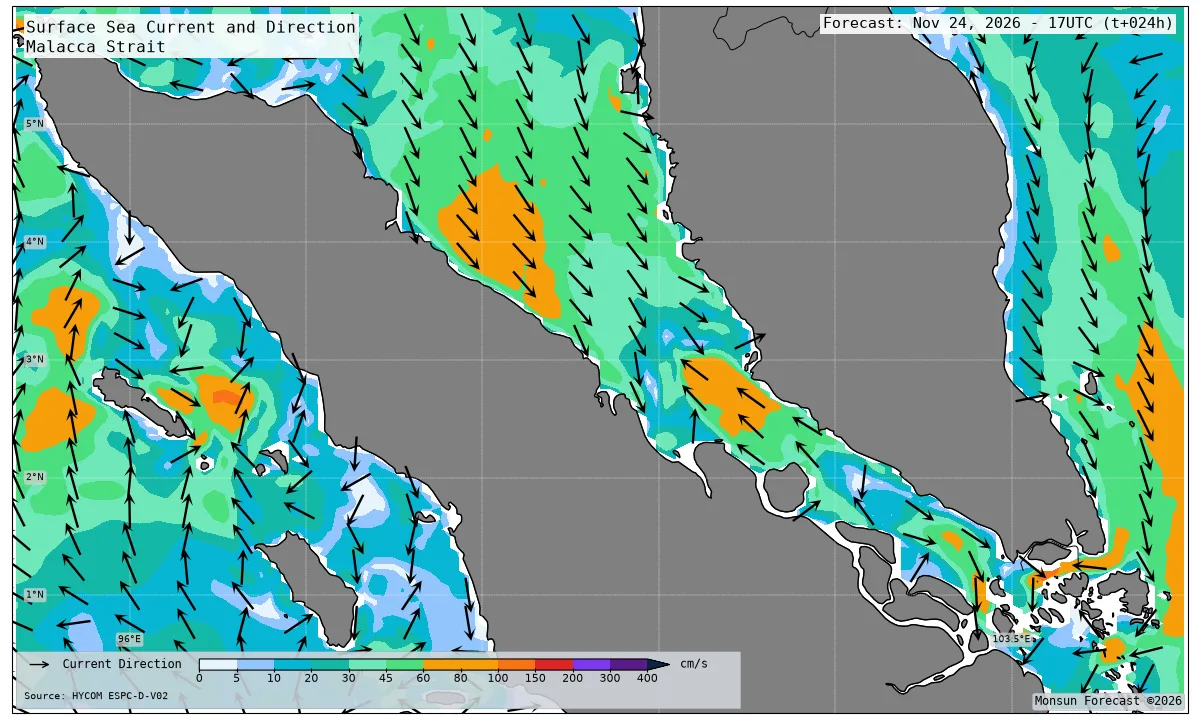 Surface Sea Current and Direction
Malacca Strait
Forecast: Nov 24, 2026 - 17UTC (t+024h)
5°N
4°N
3°N
2°N
1°N
96°E
103.5°E
Current Direction
0 5 10 20 30 45 60 80 100 150 200 300 400
cm/s
Source: HYCOM ESPC-D-V02
Monsun Forecast ©2026